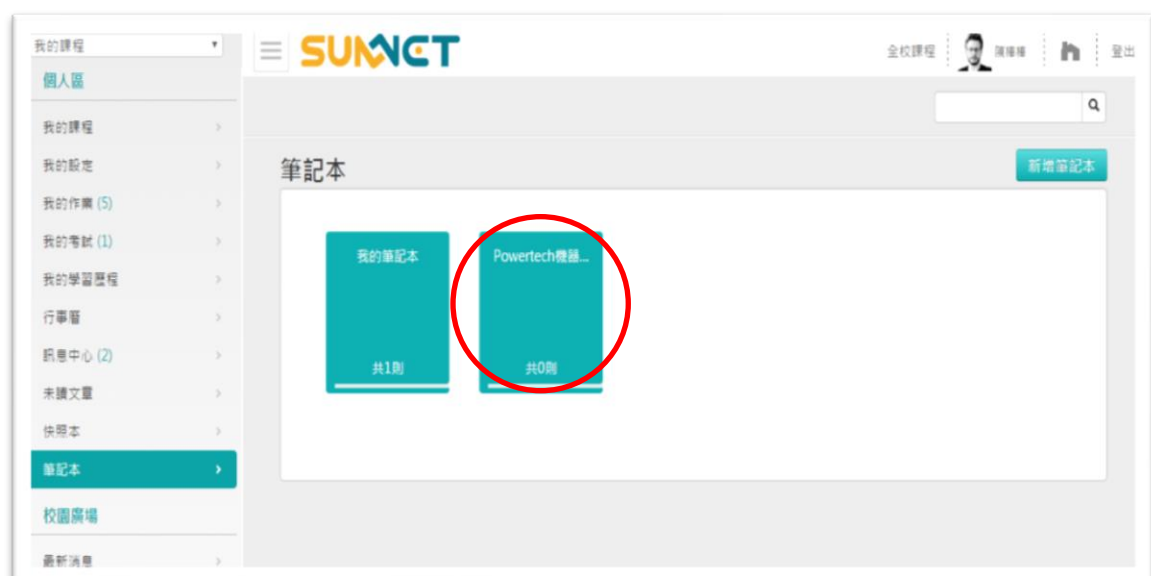 我的課程
SUNNET
全校課程
登出
個人區
我的課程
我的設定
我的作業 (5)
我的考試 (1)
我的學習歷程
行事曆
訊息中心 (2)
未讀文章
快照本
筆記本
校園廣場
最新消息
筆記本
新增筆記本
我的筆記本
共1則
Powertech機器...
共0則